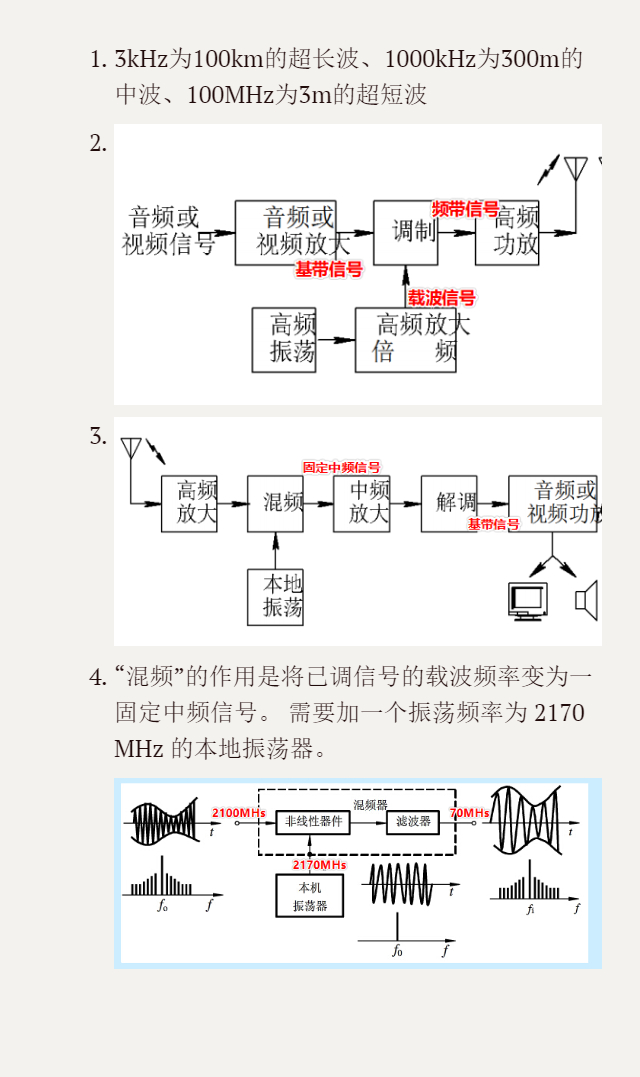 1. 3kHz为100km的超长波、1000kHz为300m的
中波、100MHz为3m的超短波
2.
音频或
视频信号
音频或
视频放大
基带信号
调制
频带信号
高频
功放
载波信号
高频
振荡
高频放大
倍 频
3.
高频
放大
混频
固定中频信号
中频
放大
解调
基带信号
音频或
视频功放
本地
振荡
4. “混频”的作用是将已调信号的载波频率变为一
固定中频信号。 需要加一个振荡频率为 2170
MHz 的本地振荡器。
2100MHs
混频器
70MHs
非线性器件
滤波器
t
t
2170MHs
本机
振荡器
t
f₀
f
f₀
f
fᵢ
f